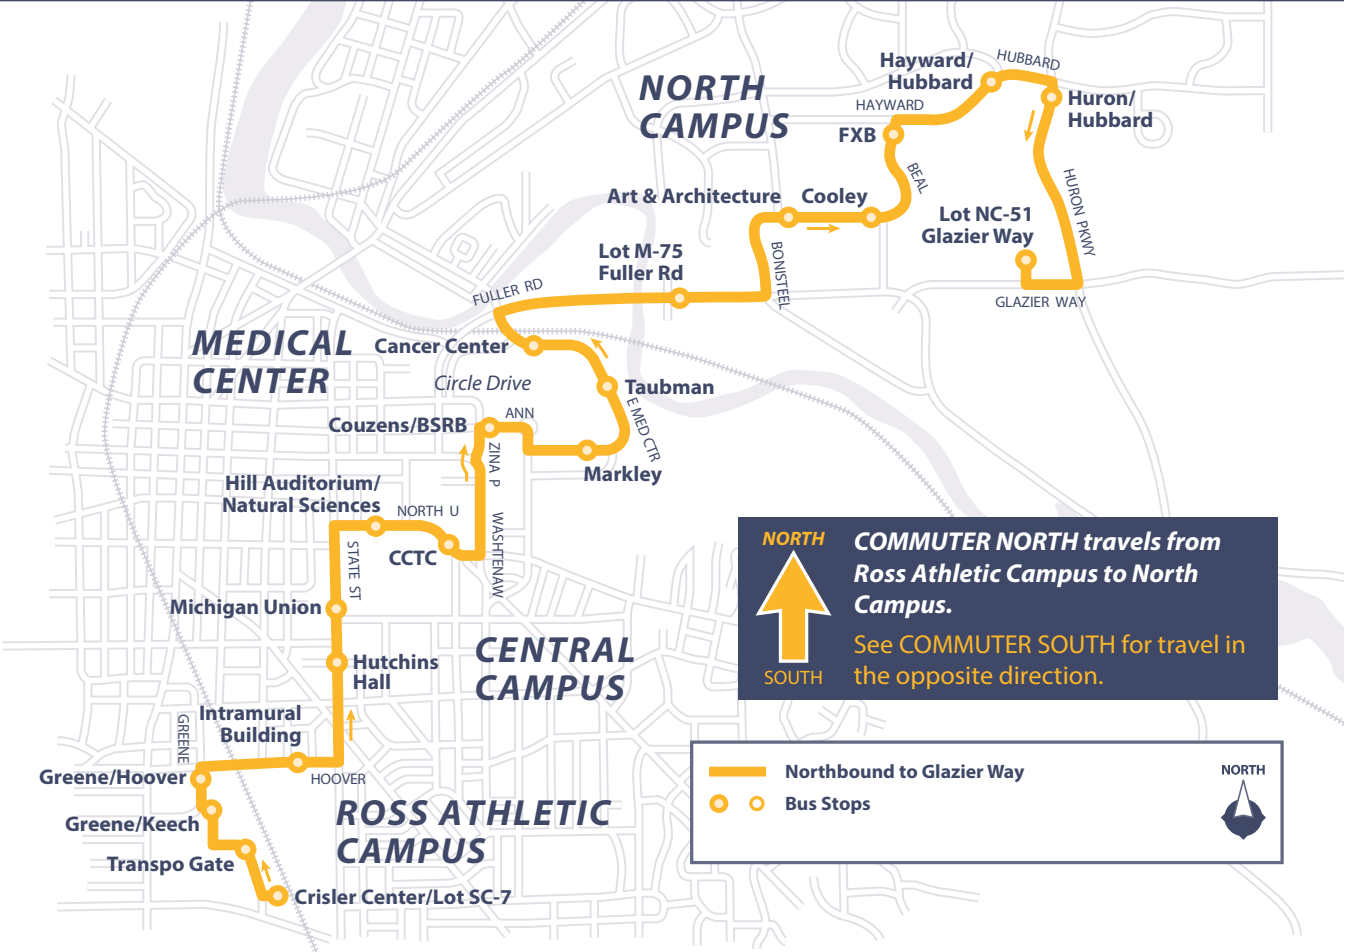 HUBBARD
Hayward/
Hubbard
NORTH
CAMPUS
HAYWARD
Huron/
Hubbard
FXB
BEAL
HURON PKWY
Art & Architecture
Cooley
Lot NC-51
Glazier Way
Lot M-75
Fuller Rd
BONISTEEL
FULLER RD
GLAZIER WAY
MEDICAL
CENTER
Cancer Center
Circle Drive
Taubman
E MED CTR
ANN
Couzens/BSRB
ZINA P
Markley
Hill Auditorium/
Natural Sciences
NORTH U
WASHTENAW
CCTC
STATE ST
Michigan Union
CENTRAL
CAMPUS
Hutchins
Hall
Intramural
Building
GREENE
Greene/Hoover
HOOVER
ROSS ATHLETIC
CAMPUS
Greene/Keech
Transpo Gate
Crisler Center/Lot SC-7
NORTH
SOUTH
COMMUTER NORTH travels from
Ross Athletic Campus to North
Campus.
See COMMUTER SOUTH for travel in
the opposite direction.
Northbound to Glazier Way
Bus Stops
NORTH